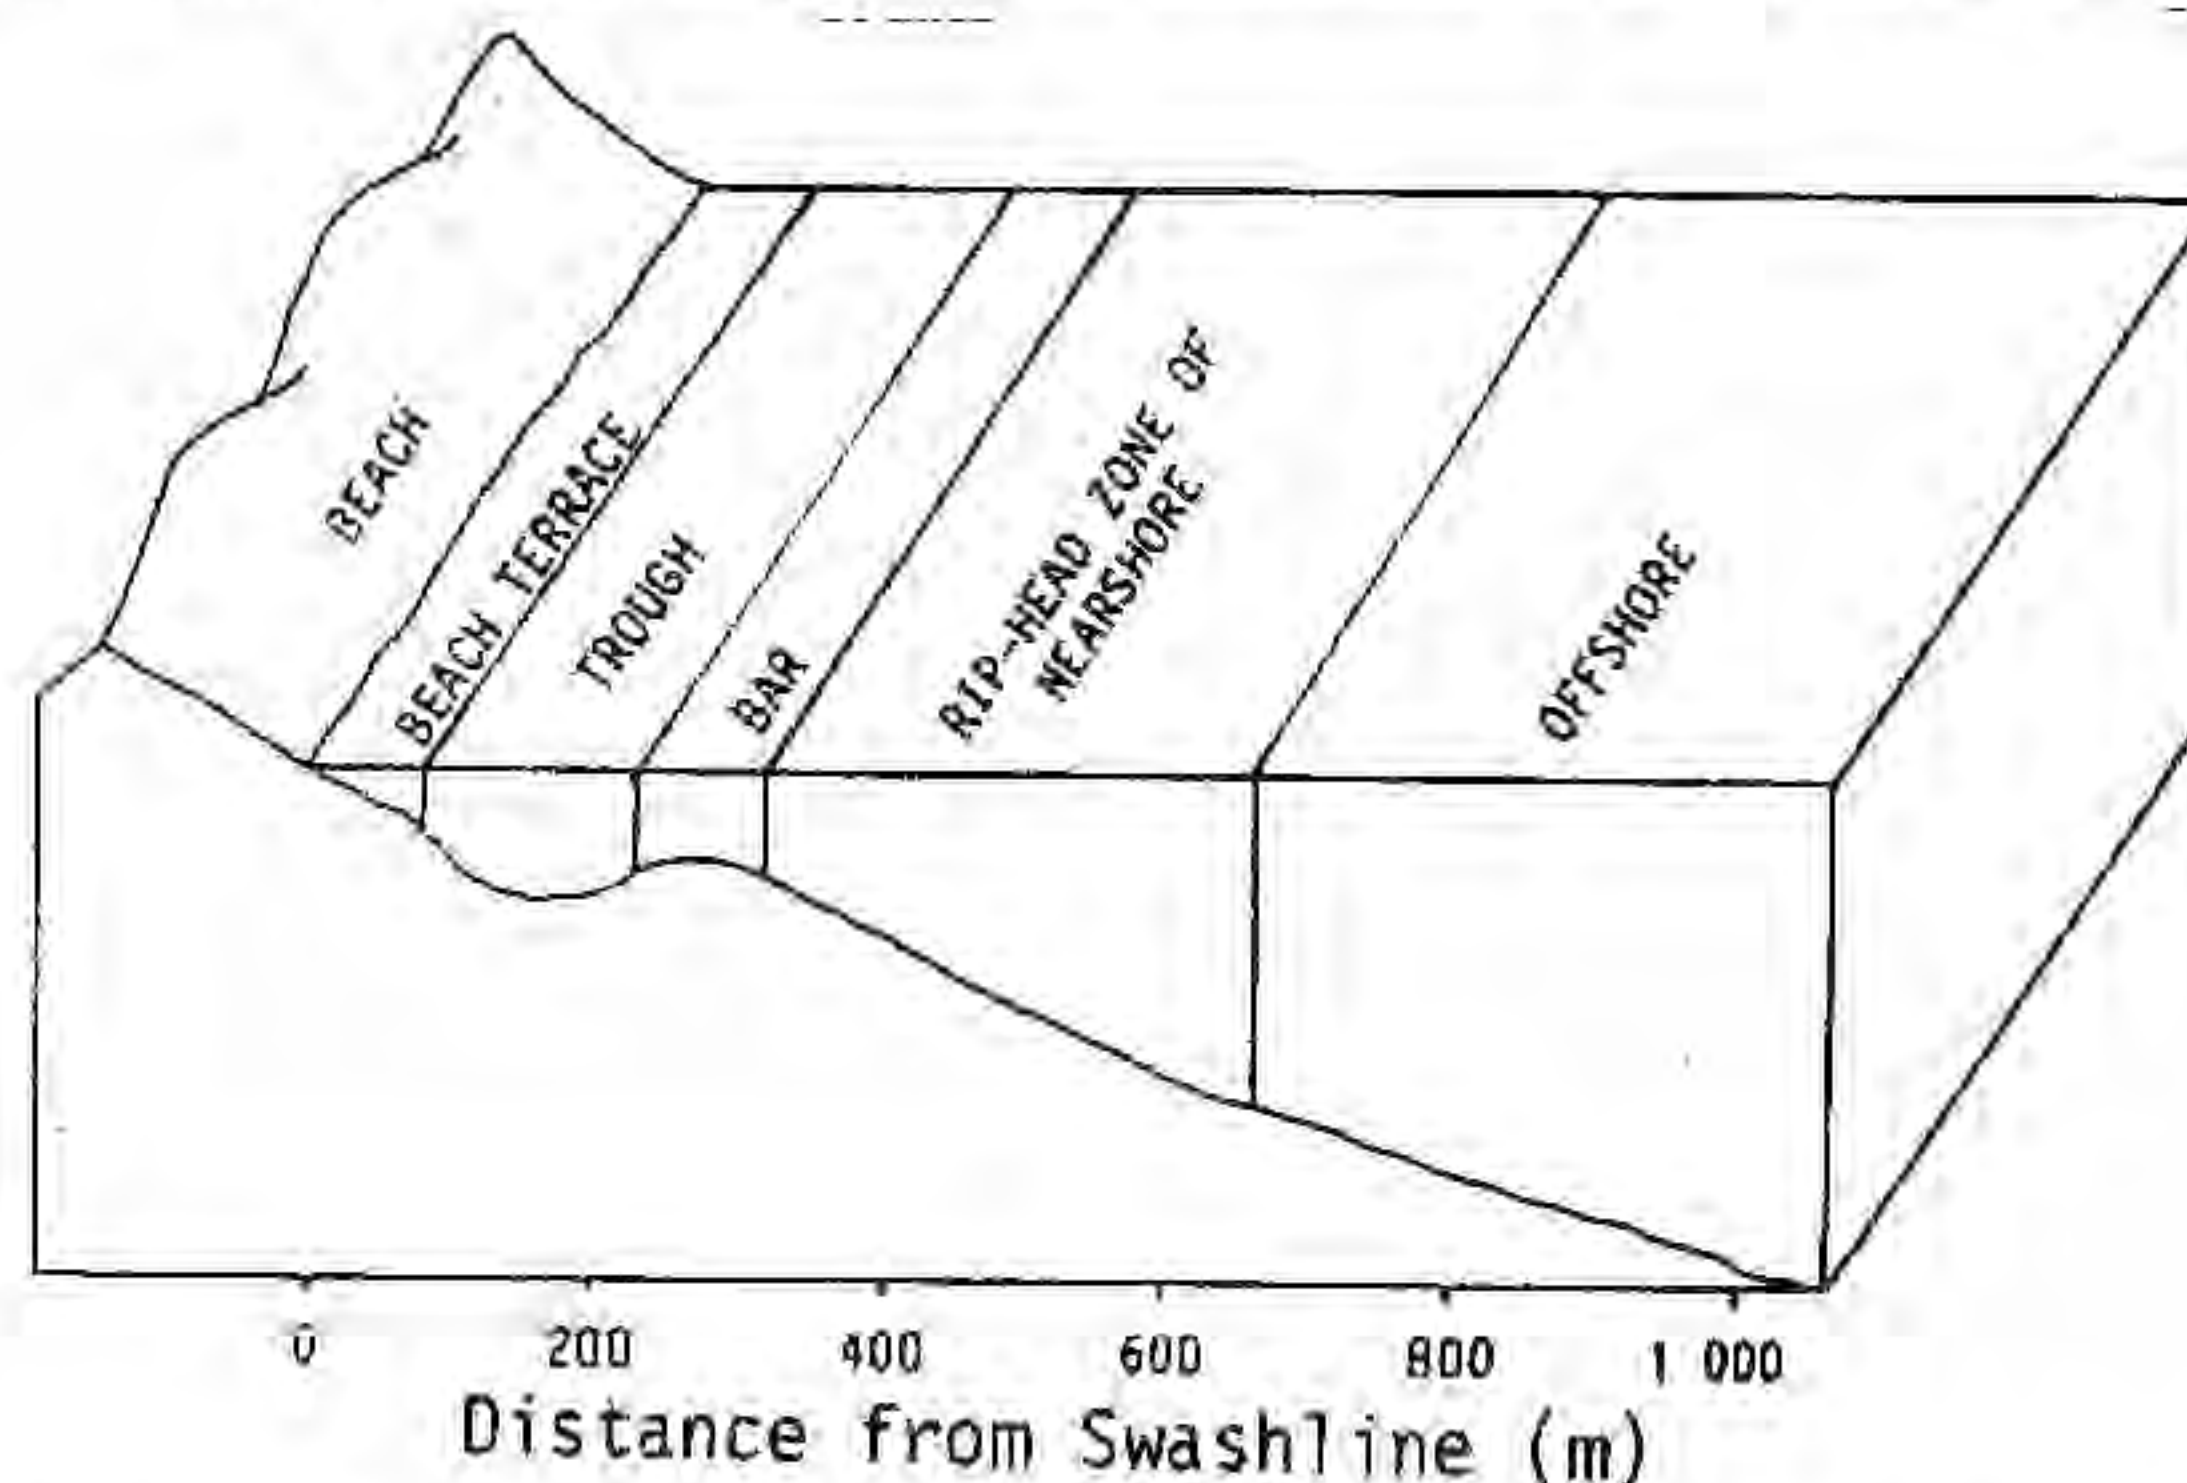 BEACH
BEACH TERRACE
TROUGH
BAR
RIP-HEAD ZONE OF
NEARSHORE
OFFSHORE
0 200 400 600 800 1 000
Distance from Swashline (m)